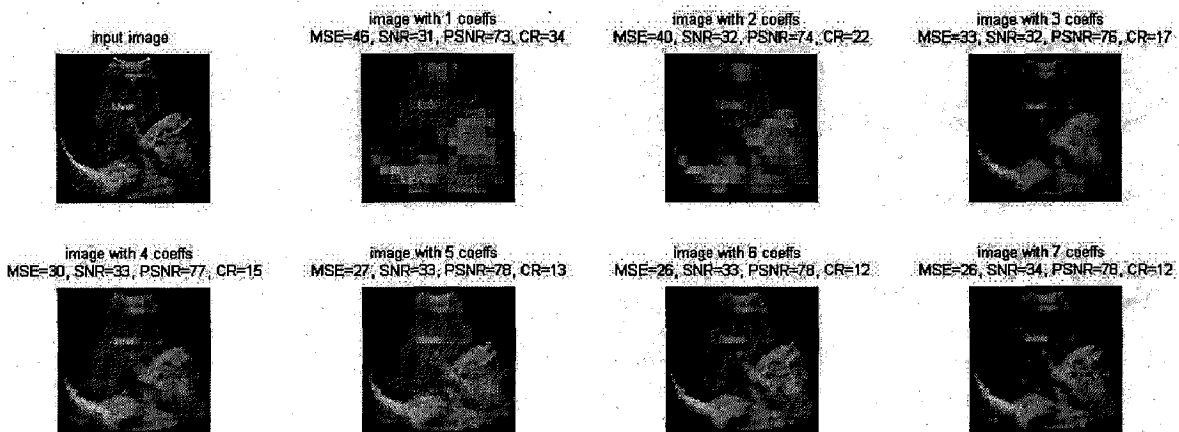 input image
image with 1 coeffs
MSE=46, SNR=31, PSNR=73, CR=34
image with 2 coeffs
MSE=40, SNR=32, PSNR=74, CR=22
image with 3 coeffs
MSE=33, SNR=32, PSNR=76, CR=17
image with 4 coeffs
MSE=30, SNR=33, PSNR=77, CR=15
image with 5 coeffs
MSE=27, SNR=33, PSNR=78, CR=13
image with 6 coeffs
MSE=26, SNR=33, PSNR=78, CR=12
image with 7 coeffs
MSE=26, SNR=34, PSNR=78, CR=12